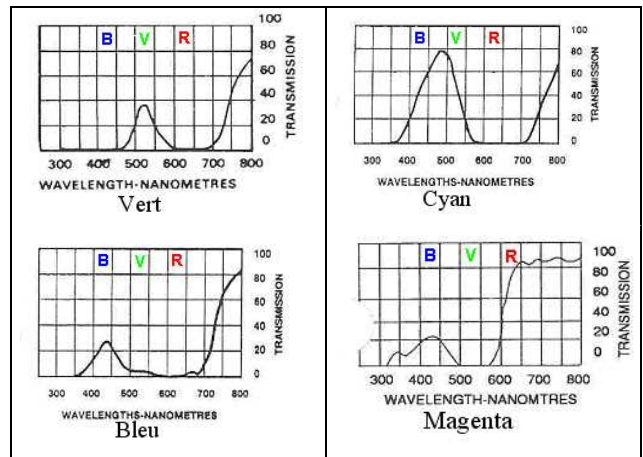 B V R
100
80
60
40
20
0
TRANSMISSION
300 400 500 600 700 800
WAVELENGTH-NANOMETRES
Vert
B V R
100
80
60
40
20
0
TRANSMISSION
300 400 500 600 700 800
WAVELENGTHS-NANOMETRES
Cyan
B V R
100
80
60
40
20
0
TRANSMISSION
300 400 500 600 700 800
WAVELENGTHS-NANOMETRES
Bleu
B V R
100
80
60
40
20
0
TRANSMISSION
300 400 500 600 700 800
WAVELENGTH-NANOMTRES
Magenta